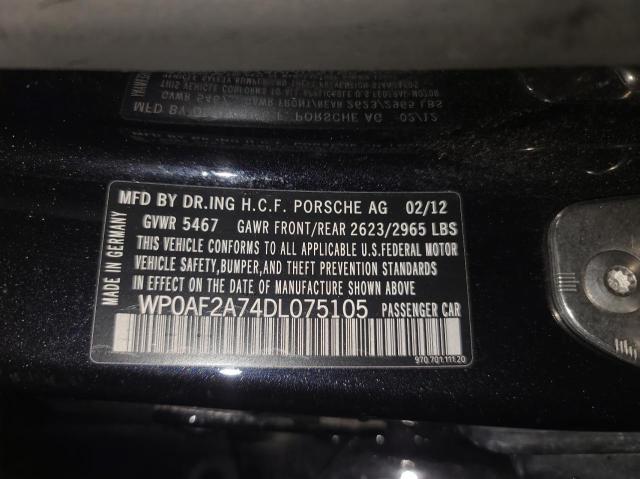 MFD BY DR.ING H.C.F. PORSCHE AG 02/12
GVWR 5467 GAWR FRONT/REAR 2623/2965 LBS
THIS VEHICLE CONFORMS TO ALL APPLICABLE U.S.FEDERAL MOTOR
VEHICLE SAFETY,BUMPER,AND THEFT PREVENTION STANDARDS
IN EFFECT ON THE DATE OF MANUFACTURE SHOWN ABOVE
WP0AF2A74DL075105 PASSENGER CAR
970.701.111.20
MADE IN GERMANY